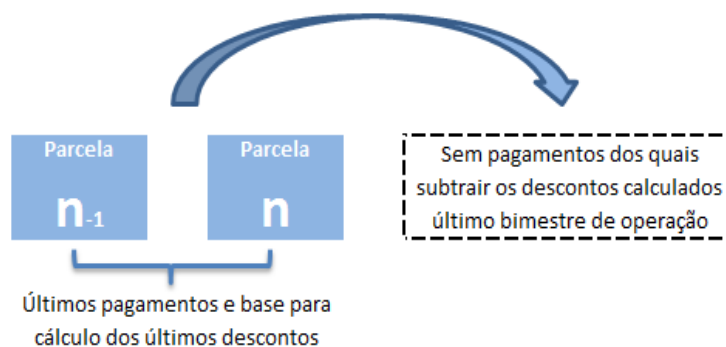 Parcela
n-1
Parcela
n
Sem pagamentos dos quais
subtrair os descontos calculados
último bimestre de operação
Últimos pagamentos e base para
cálculo dos últimos descontos